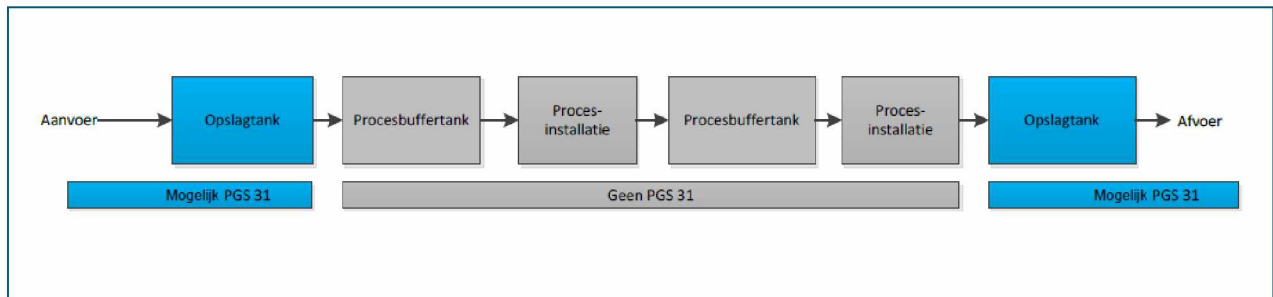 Aanvoer
Opslagtank
Procesbuffertank
Proces-
installatie
Procesbuffertank
Proces-
installatie
Opslagtank
Afvoer
Mogelijk PGS 31
Geen PGS 31
Mogelijk PGS 31